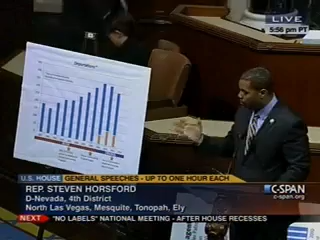 LIVE
5:56 pm PT
U.S. HOUSE GENERAL SPEECHES - UP TO ONE HOUR EACH
REP. STEVEN HORSFORD
D-Nevada, 4th District
North Las Vegas, Mesquite, Tonopah, Ely
C-SPAN
c-span.org
NEXT "NO LABELS" NATIONAL MEETING - AFTER HOUSE RECESSES